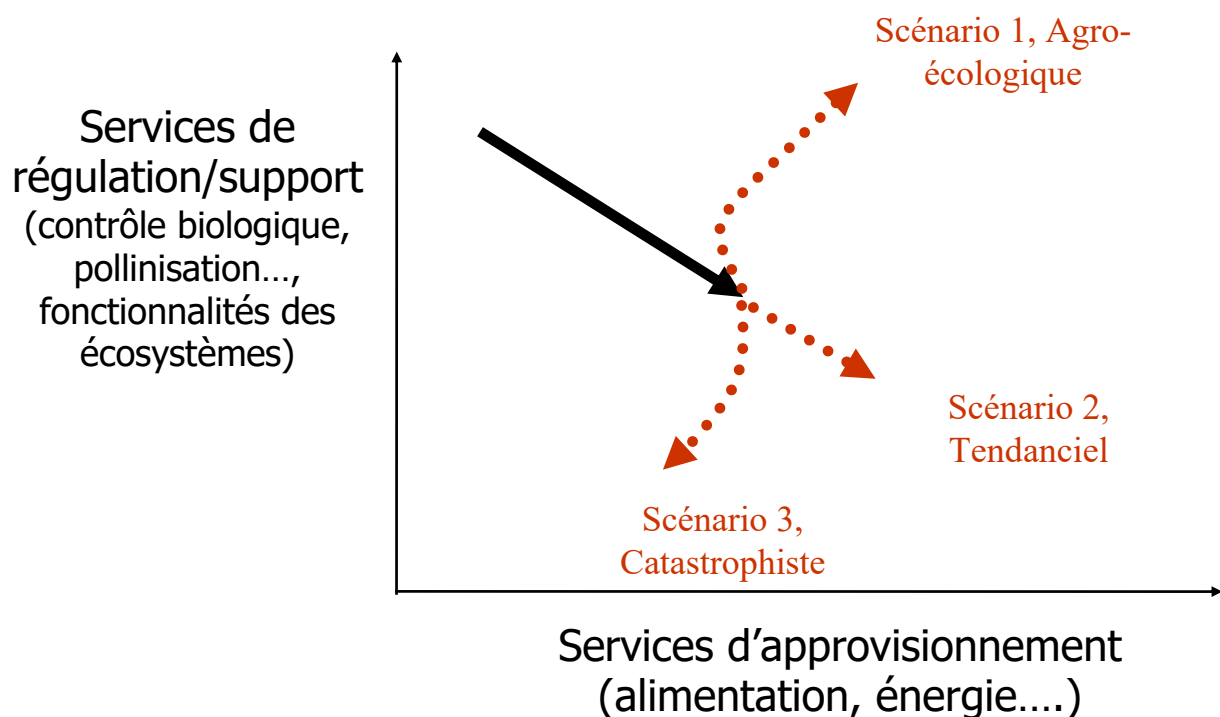 Scénario 1, Agro-
écologique
Services de
régulation/support
(contrôle biologique,
pollinisation…,
fonctionnalités des
écosystèmes)
Scénario 2,
Tendanciel
Scénario 3,
Catastrophiste
Services d’approvisionnement
(alimentation, énergie….)